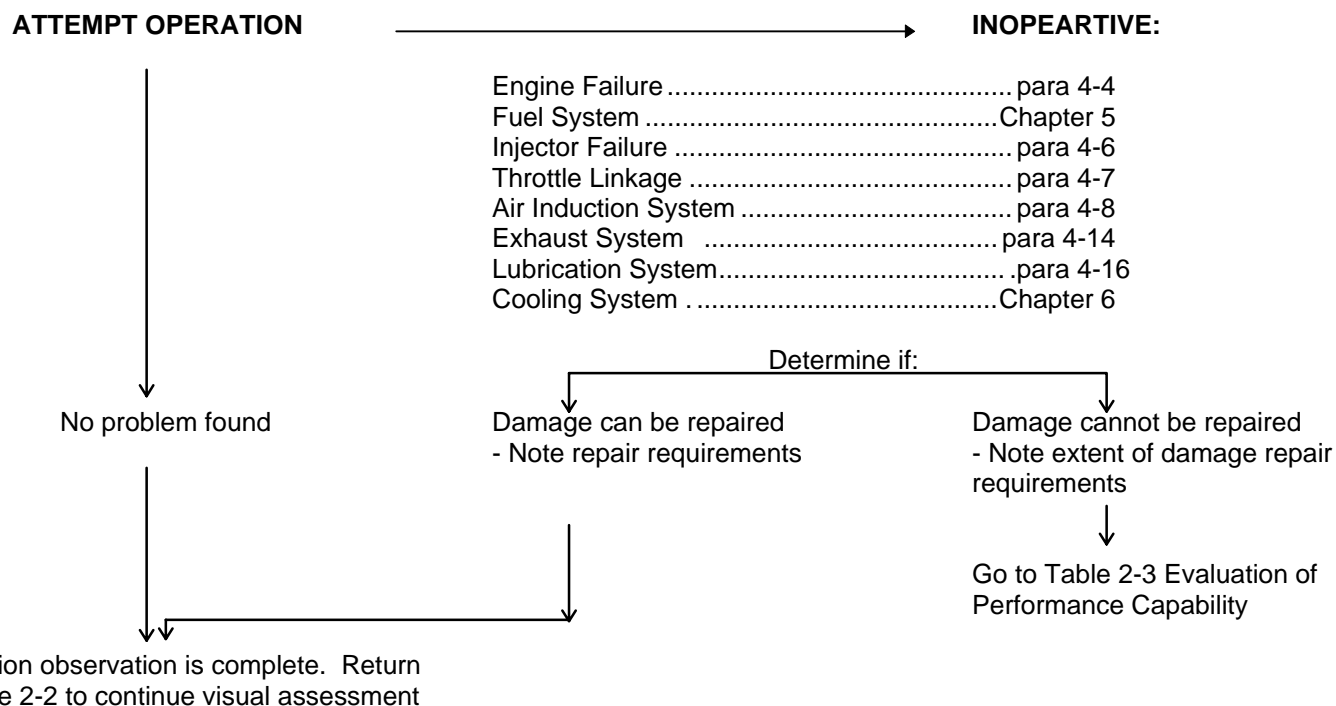 ATTEMPT OPERATION
INOPEARTIVE:
Engine Failure............................................para 4-4
Fuel System .............................................Chapter 5
Injector Failure ...........................................para 4-6
Throttle Linkage .........................................para 4-7
Air Induction System ...................................para 4-8
Exhaust System .....................................para 4-14
Lubrication System.................................... .para 4-16
Cooling System . .......................................Chapter 6
Determine if:
No problem found
Damage can be repaired
- Note repair requirements
Damage cannot be repaired
- Note extent of damage repair
requirements
Go to Table 2-3 Evaluation of
Performance Capability
observation is complete. Return
2-2 to continue visual assessment